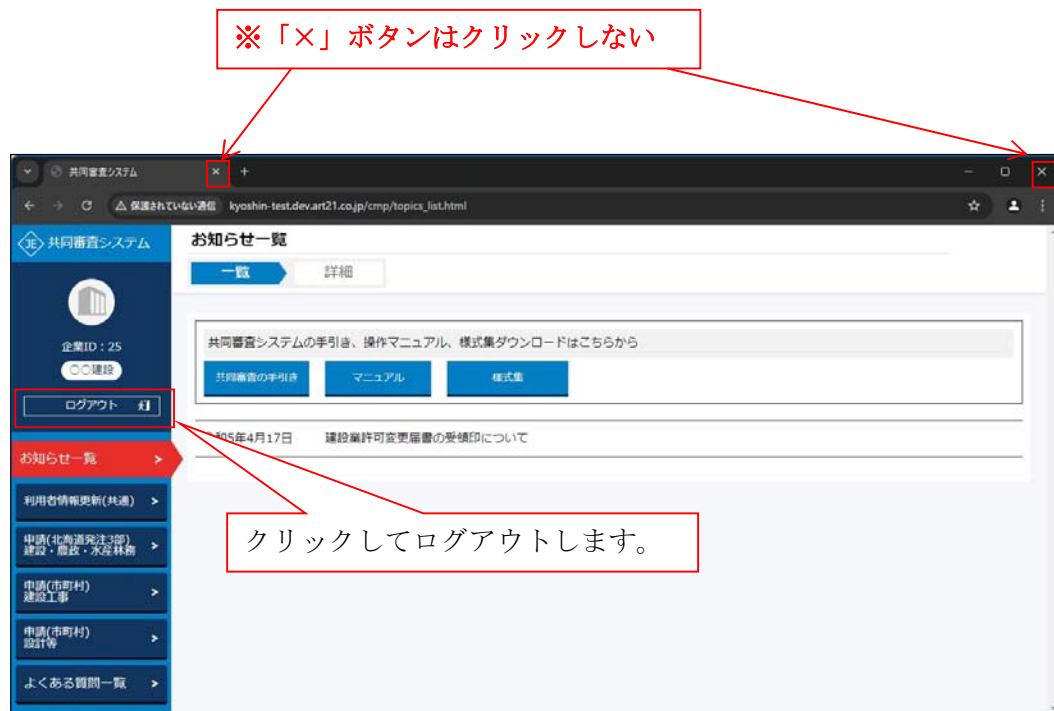 ※「×」ボタンはクリックしない
共同審査システム
保護されていない通信 kyoshin-test.dev.art21.co.jp/cmp/topics_list.html
JE 共同審査システム
お知らせ一覧
一覧 詳細
企業ID:25
〇〇建設
ログアウト
共同審査システムの手引き、操作マニュアル、様式集ダウンロードはこちらから
共同審査の手引き マニュアル 様式集
和5年4月17日 建設業許可変更届書の受領印について
お知らせ一覧
利用者情報更新(共通)
申請(北海道発注3部)
建設・農政・水産林務
申請(市町村)
建設工事
申請(市町村)
設計等
よくある質問一覧
クリックしてログアウトします。